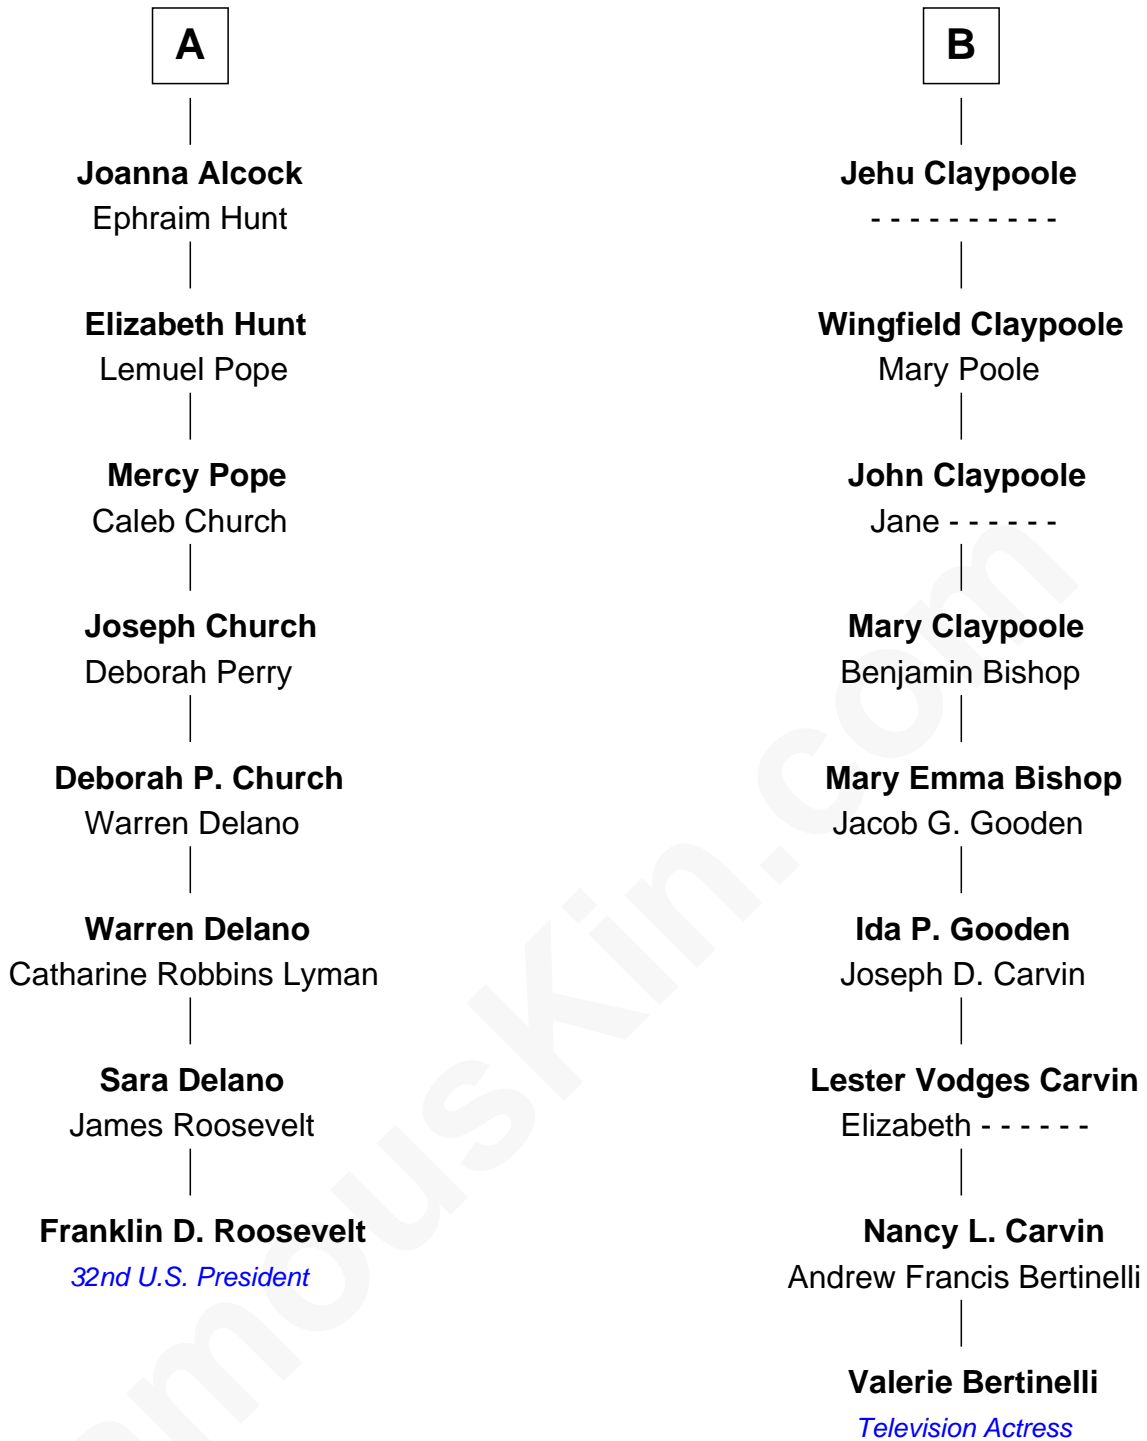 A
Joanna Alcock
Ephraim Hunt
Elizabeth Hunt
Lemuel Pope
Mercy Pope
Caleb Church
Joseph Church
Deborah Perry
Deborah P. Church
Warren Delano
Warren Delano
Catharine Robbins Lyman
Sara Delano
James Roosevelt
Franklin D. Roosevelt
32nd U.S. President
B
Jehu Claypoole
- - - - - - - - - -
Wingfield Claypoole
Mary Poole
John Claypoole
Jane - - - - - -
Mary Claypoole
Benjamin Bishop
Mary Emma Bishop
Jacob G. Gooden
Ida P. Gooden
Joseph D. Carvin
Lester Vodges Carvin
Elizabeth - - - - - -
Nancy L. Carvin
Andrew Francis Bertinelli
Valerie Bertinelli
Television Actress
amouskin.com